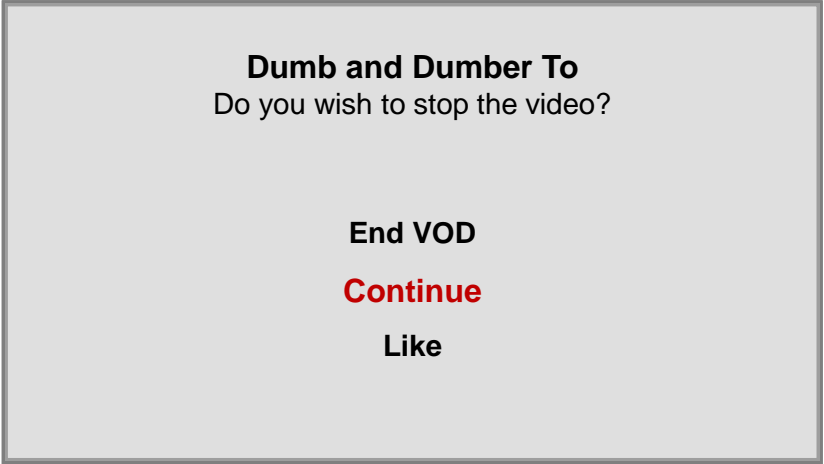 Dumb and Dumber To
Do you wish to stop the video?
End VOD
Continue
Like